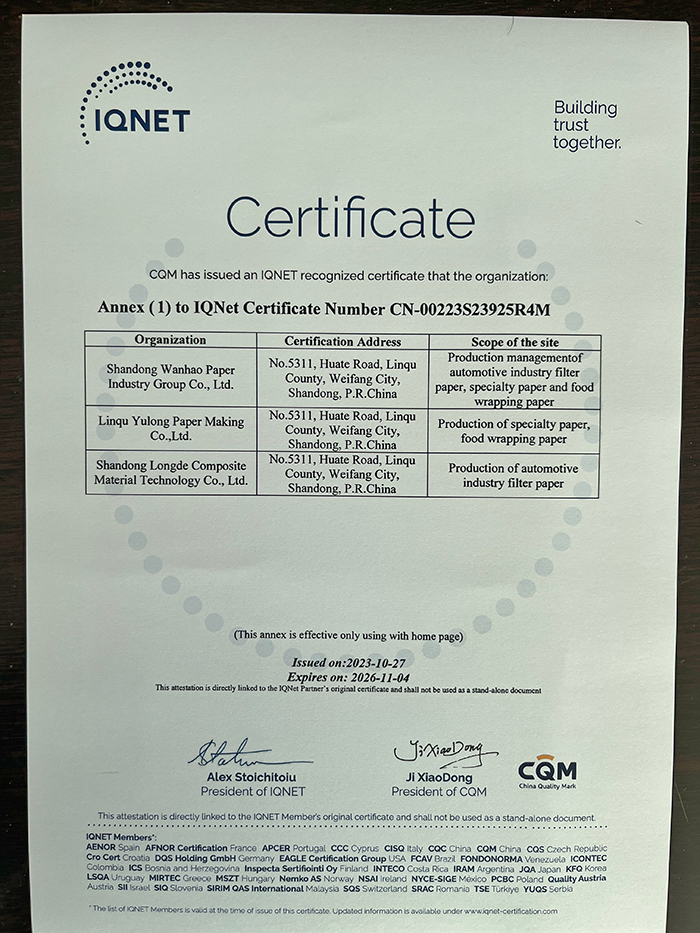 IQNET
Building
trust
together.
Certificate
CQM has issued an IQNET recognized certificate that the organization:
Annex (1) to IQNet Certificate Number CN-00223S23925R4M
Organization
Certification Address
Scope of the site
Shandong Wanhao Paper
Industry Group Co., Ltd.
No.5311, Huate Road, Linqu
County, Weifang City,
Shandong, P.R.China
Production managementof
automotive industry filter
paper, specialty paper and food
wrapping paper
Linqu Yulong Paper Making
Co.,Ltd.
No.5311, Huate Road, Linqu
County, Weifang City,
Shandong, P.R.China
Production of specialty paper,
food wrapping paper
Shandong Longde Composite
Material Technology Co., Ltd.
No.5311, Huate Road, Linqu
County, Weifang City,
Shandong, P.R.China
Production of automotive
industry filter paper
(This annex is effective only using with home page)
Issued on:2023-10-27
Expires on: 2026-11-04
This attestation is directly linked to the IQNet Partner's original certificate and shall not be used as a stand-alone document
Ji XiaoDong
Alex Stoichitoiu
President of IQNET
Ji XiaoDong
President of CQM
CQM
China Quality Mark
This attestation is directly linked to the IQNET Member's original certificate and shall not be used as a stand-alone document.
IQNET Members*:
AENOR Spain AFNOR Certification France APCER Portugal CCC Cyprus CISQ Italy CQC China CQM China CQS Czech Republic
Cro Cert Croatia DQS Holding GmbH Germany EAGLE Certification Group USA FCAV Brazil FONDONORMA Venezuela ICONTEC
Colombia ICS Bosnia and Herzegovina Inspecta Sertifiointi Oy Finland INTECO Costa Rica IRAM Argentina JQA Japan KFQ Korea
LSQA Uruguay MIRTEC Greece MSZT Hungary Nemko AS Norway NSAI Ireland NYCE-SIGE México PCBC Poland Quality Austria
Austria SII Israel SIQ Slovenia SIRIM QAS International Malaysia SQS Switzerland SRAC Romania TSE Türkiye YUQS Serbia
* The list of IQNET Members is valid at the time of issue of this certificate. Updated information is available under www.iqnet-certification.com